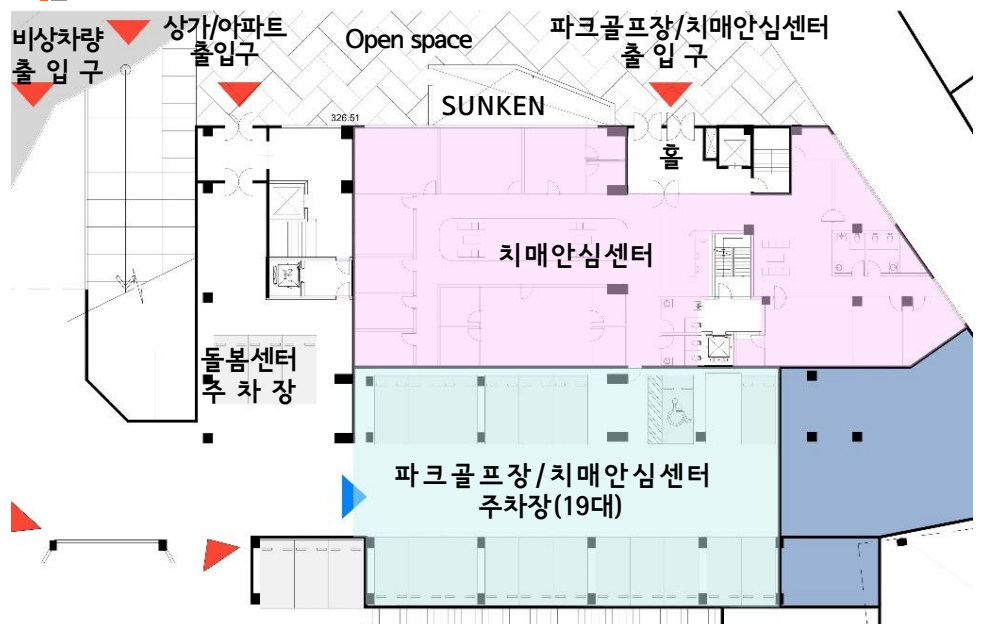 비상차량
출 입 구
상가/아파트
출입구
Open space
파크골프장/치매안심센터
출 입 구
SUNKEN
326.51
홀
치매안심센터
돌봄센터
주 차 장
파크골프장/치매안심센터
주차장(19대)